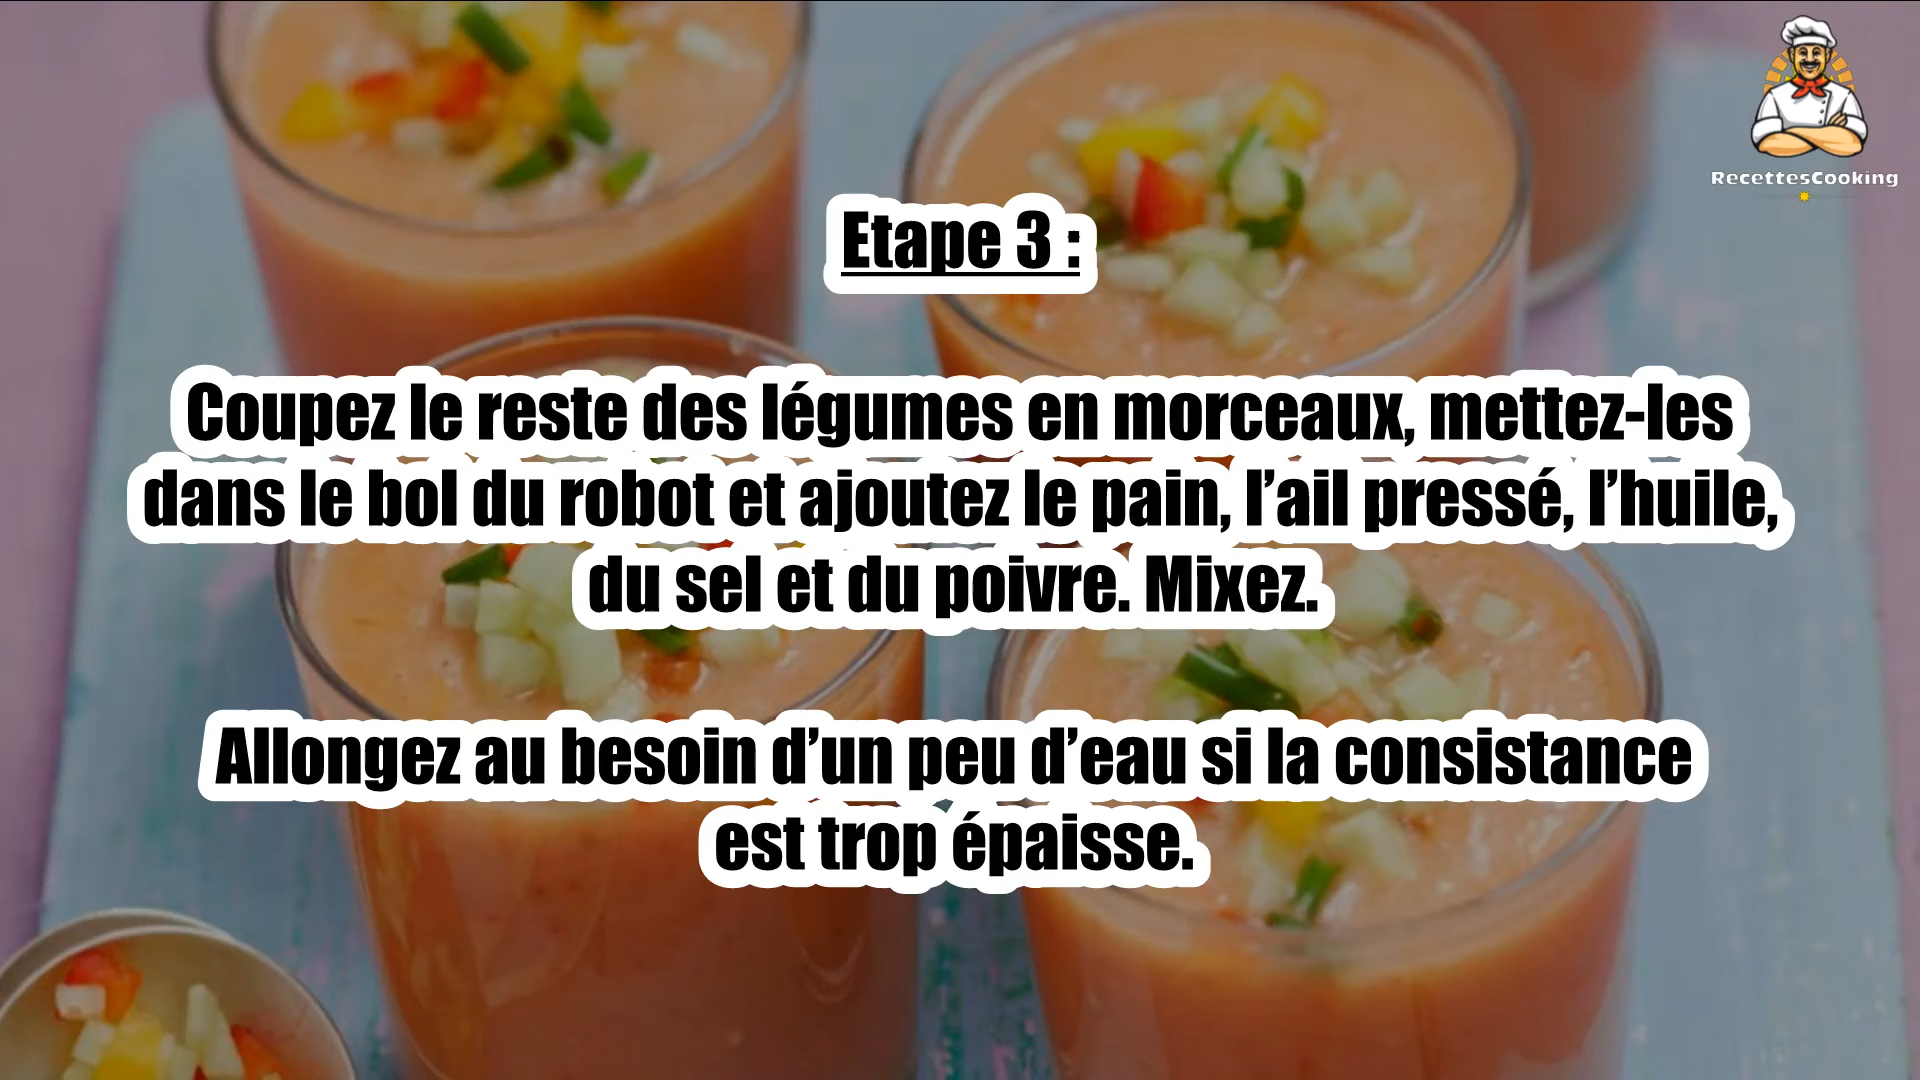 RecettesCooking
Etape 3 :
Coupez le reste des légumes en morceaux, mettez-les
dans le bol du robot et ajoutez le pain, l’ail pressé, l’huile,
du sel et du poivre. Mixez.
Allongez au besoin d’un peu d’eau si la consistance
est trop épaisse.